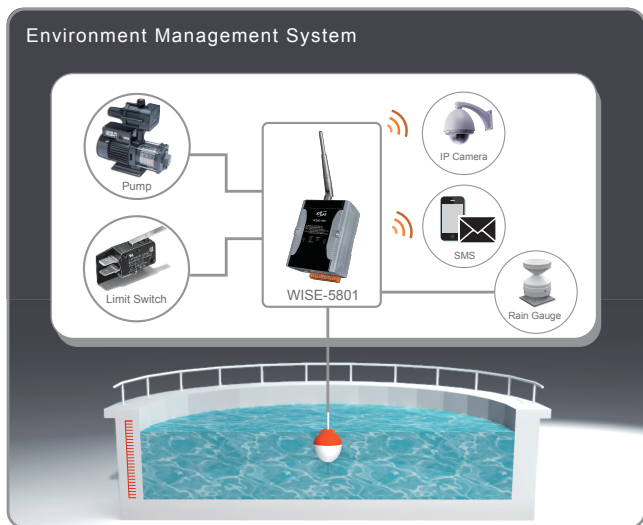 Environment Management System
Pump
IP Camera
Limit Switch
SMS
WISE-5801
Rain Gauge